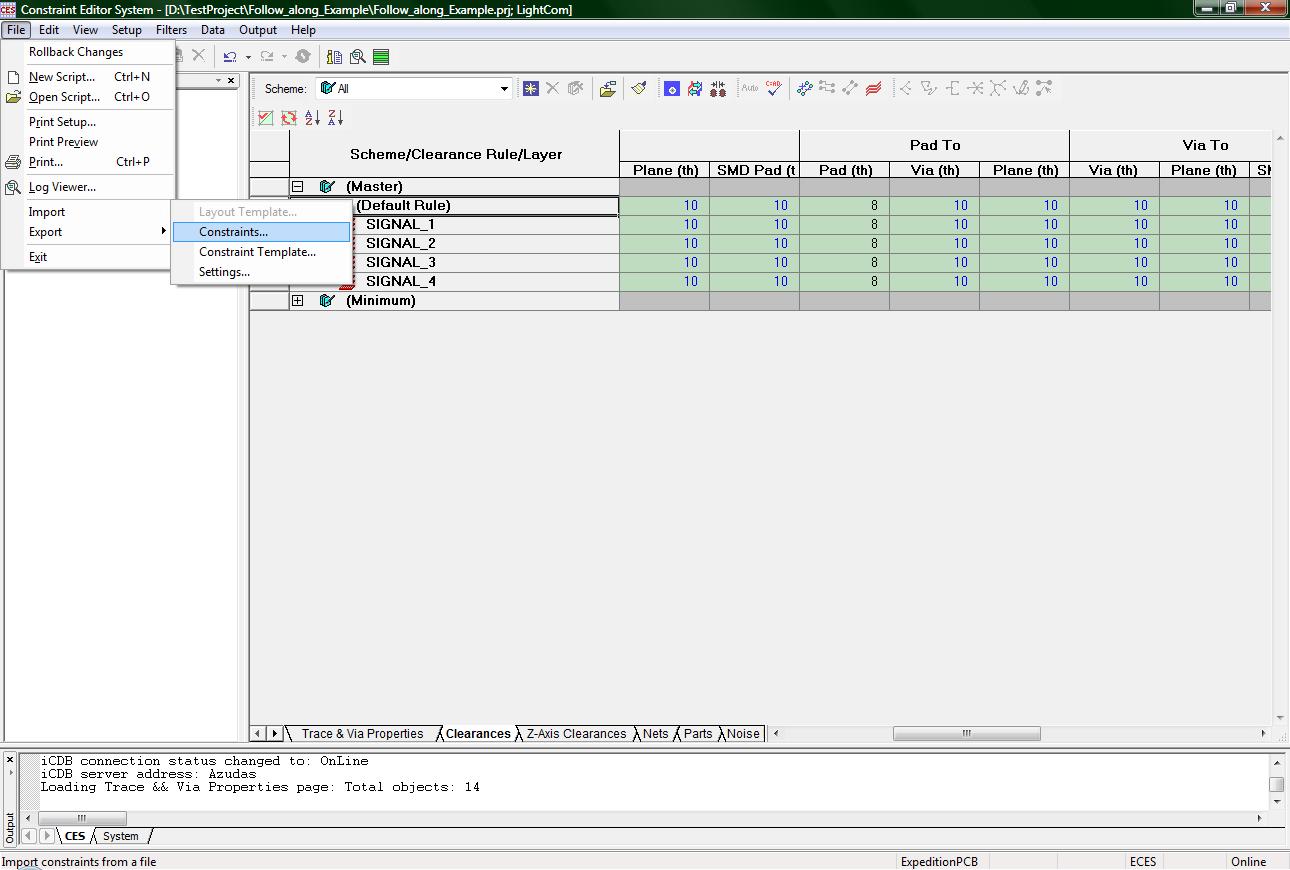 CES Constraint Editor System - [D:\TestProject\Follow_along_Example\Follow_along_Example.prj; LightCom]
File Edit View Setup Filters Data Output Help
Rollback Changes
New Script... Ctrl+N
Open Script... Ctrl+O
Print Setup...
Print Preview
Print... Ctrl+P
Log Viewer...
Import
Export
Exit
Layout Template...
Constraints...
Constraint Template...
Settings...
Scheme: All
Auto
Scheme/Clearance Rule/Layer
Pad To Via To
Plane (th) SMD Pad (t Pad (th) Via (th) Plane (th) Via (th) Plane (th) SM
(Master)
(Default Rule) 10 10 8 10 10 10 10
SIGNAL_1 10 10 8 10 10 10 10
SIGNAL_2 10 10 8 10 10 10 10
SIGNAL_3 10 10 8 10 10 10 10
SIGNAL_4 10 10 8 10 10 10 10
(Minimum)
Trace & Via Properties Clearances Z-Axis Clearances Nets Parts Noise
iCDB connection status changed to: OnLine
iCDB server address: Azudas
Loading Trace && Via Properties page: Total objects: 14
Output
CES System
Import constraints from a file ExpeditionPCB ECES Online